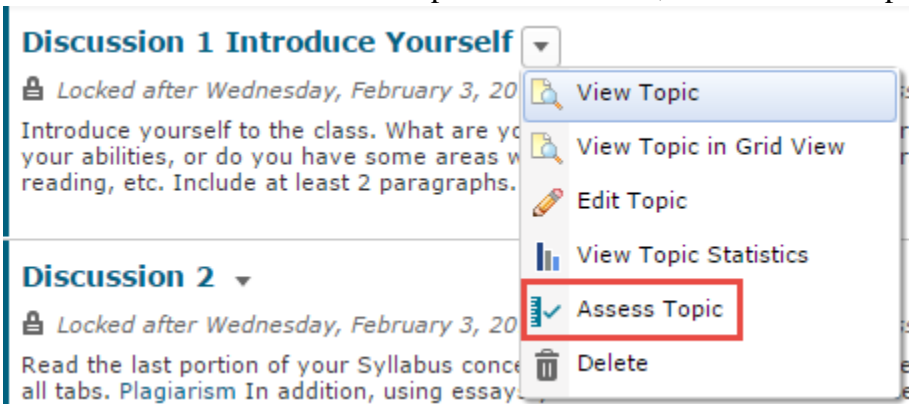 Discussion 1 Introduce Yourself
Locked after Wednesday, February 3, 20
Introduce yourself to the class. What are
your abilities, or do you have some areas
reading, etc. Include at least 2 paragraphs.
View Topic
View Topic in Grid View
Edit Topic
View Topic Statistics
Assess Topic
Delete
Discussion 2
Locked after Wednesday, February 3, 20
Read the last portion of your Syllabus
all tabs. Plagiarism In addition, using